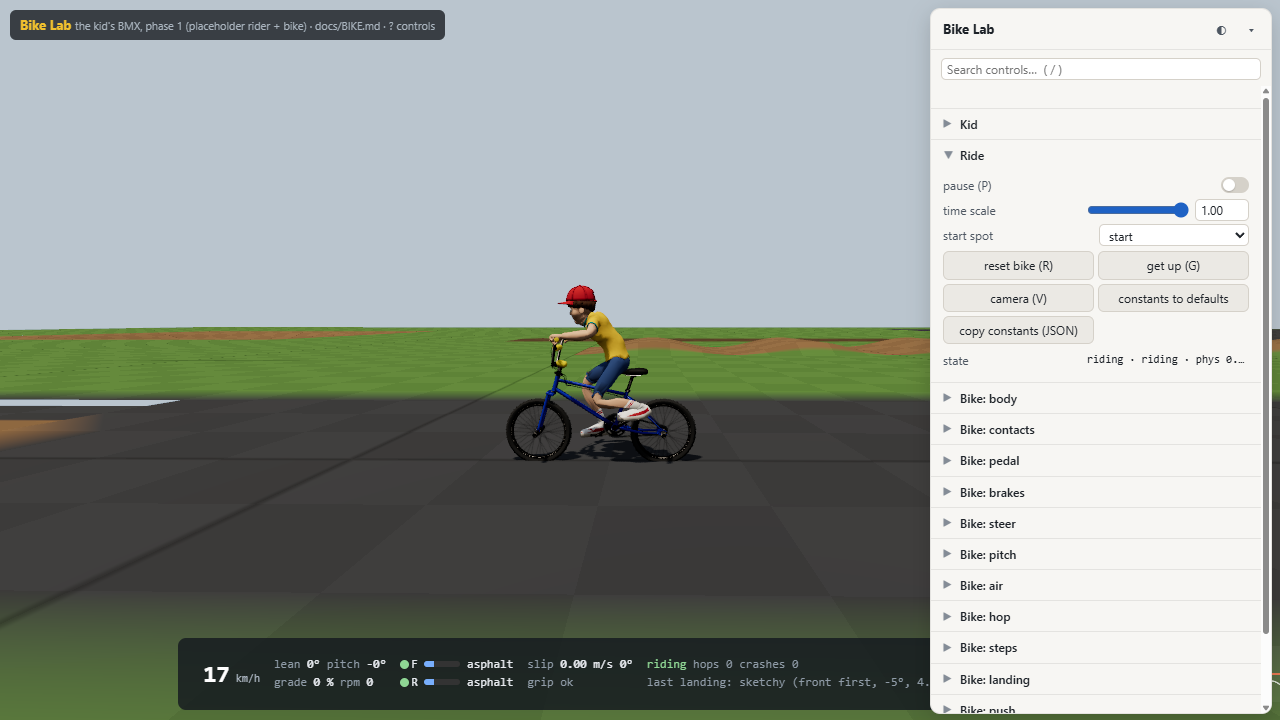 Bike Lab the kid's BMX, phase 1 (placeholder rider + bike) · docs/BIKE.md · ? controls
Bike Lab
Search controls... ( / )
Kid
Ride
pause (P)
time scale 1.00
start spot start
reset bike (R) get up (G)
camera (V) constants to defaults
copy constants (JSON)
state riding · riding · phys 0...
Bike: body
Bike: contacts
Bike: pedal
Bike: brakes
Bike: steer
Bike: pitch
Bike: air
Bike: hop
Bike: steps
Bike: landing
Bike: push
17 km/h
lean 0° pitch -0° F asphalt slip 0.00 m/s 0° riding hops 0 crashes 0
grade 0 % rpm 0 R asphalt grip ok last landing: sketchy (front first, -5°, 4.